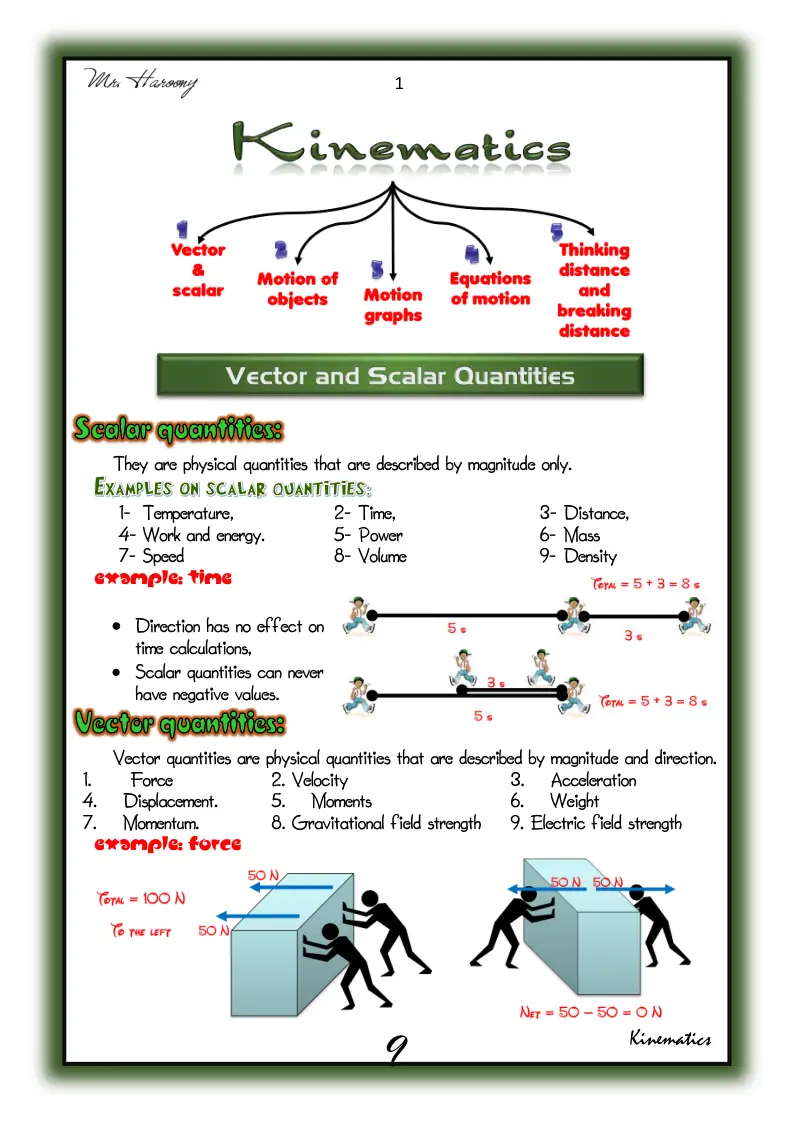 Mr. Haroony
1
Kinematics
1
Vector
&
scalar
2
Motion of
objects
3
Motion
graphs
4
Equations
of motion
5
Thinking
distance
and
breaking
distance
Vector and Scalar Quantities
Scalar quantities:
They are physical quantities that are described by magnitude only.
Examples on scalar quantities:
1- Temperature, 2- Time, 3- Distance,
4- Work and energy. 5- Power 6- Mass
7- Speed 8- Volume 9- Density
example: time
Total = 5 + 3 = 8 s
5 s
3 s
• Direction has no effect on
time calculations,
• Scalar quantities can never
have negative values.
3 s
Total = 5 + 3 = 8 s
5 s
Vector quantities:
Vector quantities are physical quantities that are described by magnitude and direction.
1. Force 2. Velocity 3. Acceleration
4. Displacement. 5. Moments 6. Weight
7. Momentum. 8. Gravitational field strength 9. Electric field strength
example: force
50 N
Total = 100 N
To the left 50 N
50 N 50 N
Net = 50 – 50 = 0 N
Kinematics
9